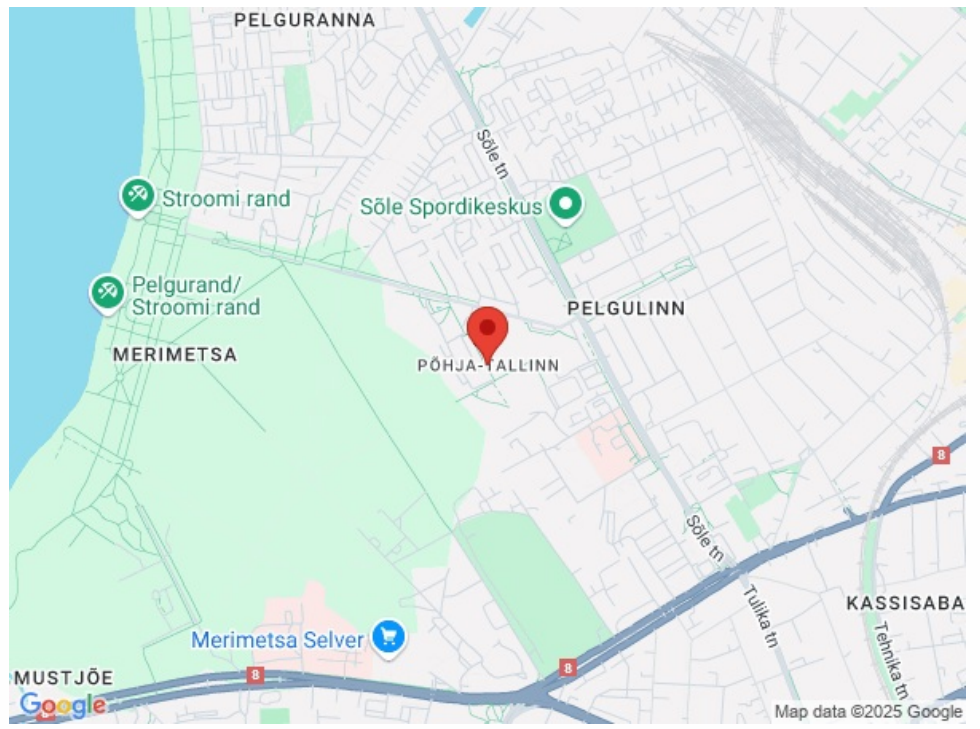 PELGURANNA
Sõle tn
Stroomi rand
Sõle Spordikeskus
Pelgurand/
Stroomi rand
PELGULINN
MERIMETSA
PÕHJA-TALLINN
8
Sõle tn
KASSISABA
Tulika tn
Tehnika tn
Merimetsa Selver
8
8
MUSTJÕE
8
Google
Map data ©2025 Google